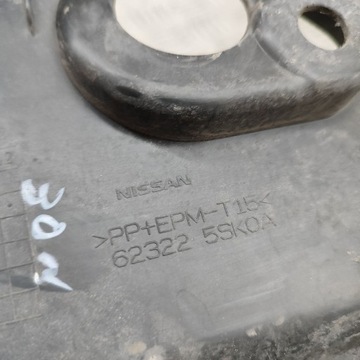 NISSAN
>PP+EPM-T15<
62322 5SK0A